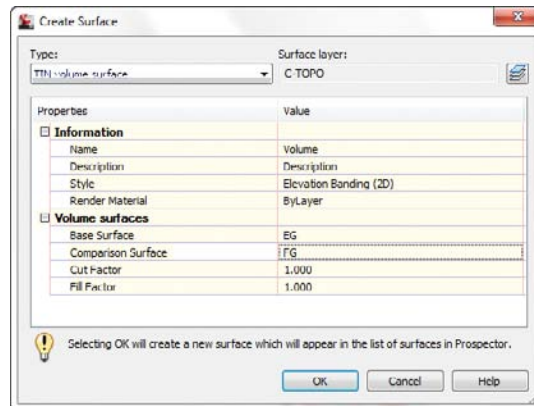 Create Surface
Type:
Surface layer:
TIN volume surface
C-TOPO
Properties Value
Information
Name Volume
Description Description
Style Elevation Banding (2D)
Render Material ByLayer
Volume surfaces
Base Surface EG
Comparison Surface FG
Cut Factor 1.000
Fill Factor 1.000
Selecting OK will create a new surface which will appear in the list of surfaces in Prospector.
OK Cancel Help